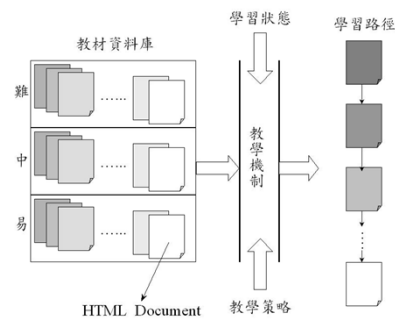 學習狀態
教材資料庫
學習路徑
難
......
教學機制
中
......
易
......
HTML Document
教學策略